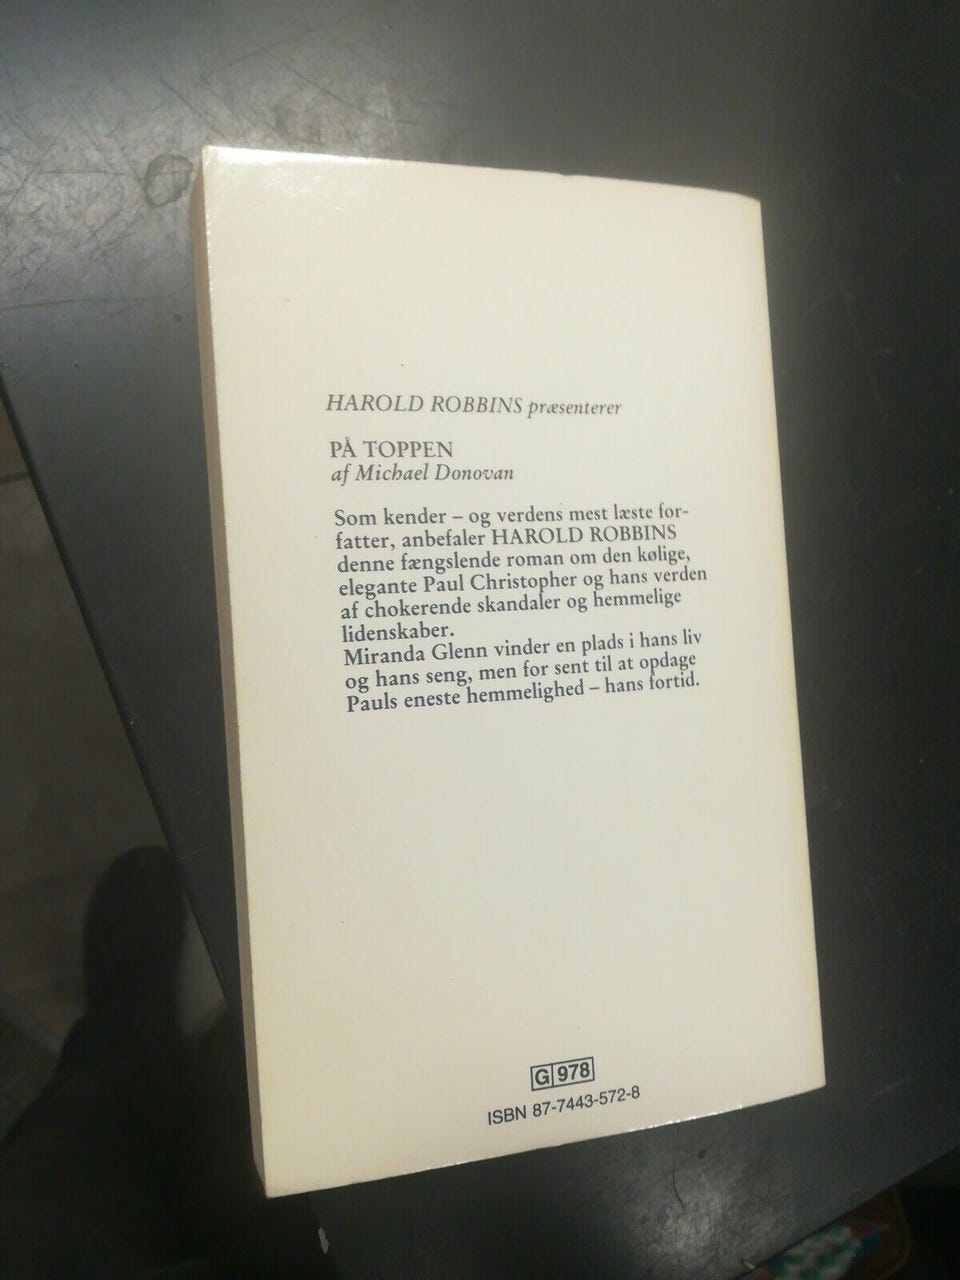 HAROLD ROBBINS præsenterer
PÅ TOPPEN
af Michael Donovan
Som kender – og verdens mest læste for-
fatter, anbefaler HAROLD ROBBINS
denne fængslende roman om den kølige,
elegante Paul Christopher og hans verden
af chokerende skandaler og hemmelige
lidenskaber.
Miranda Glenn vinder en plads i hans liv
og hans seng, men for sent til at opdage
Pauls eneste hemmelighed – hans fortid.
G 978
ISBN 87-7443-572-8